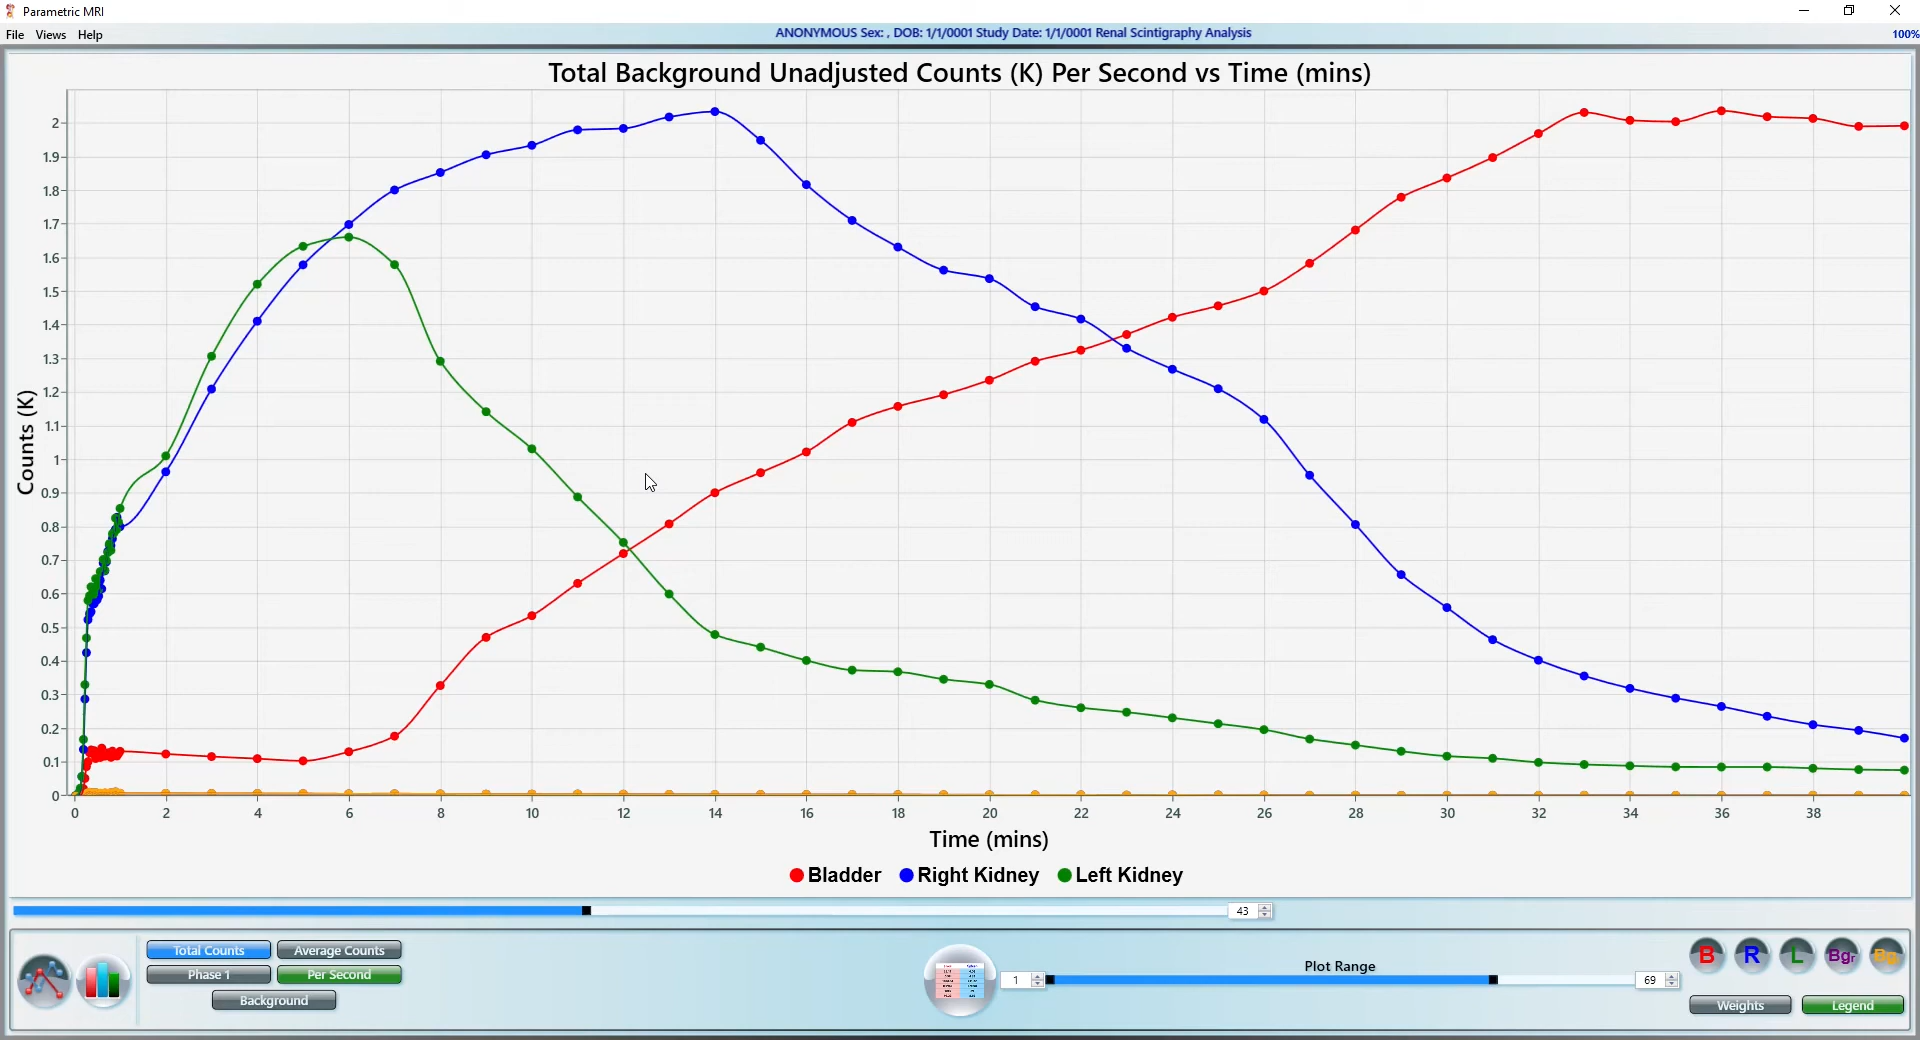 Parametric MRI
File Views Help
ANONYMOUS Sex: , DOB: 1/1/0001 Study Date: 1/1/0001 Renal Scintigraphy Analysis
100%
Total Background Unadjusted Counts (K) Per Second vs Time (mins)
Counts (K)
2
1.9
1.8
1.7
1.6
1.5
1.4
1.3
1.2
1.1
1
0.9
0.8
0.7
0.6
0.5
0.4
0.3
0.2
0.1
0
0 2 4 6 8 10 12 14 16 18 20 22 24 26 28 30 32 34 36 38
Time (mins)
Bladder Right Kidney Left Kidney
43
Total Counts Average Counts
Phase 1 Per Second
Background
1
Plot Range
69
B R L Bgr Bg
Weights Legend